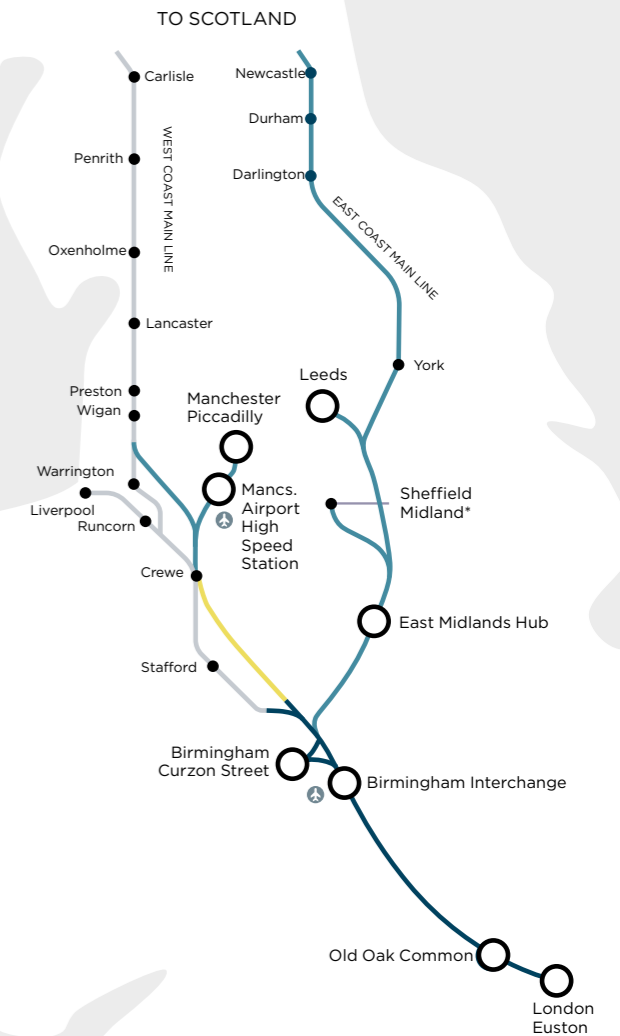 TO SCOTLAND
Carlisle
Newcastle
Durham
Penrith
WEST COAST MAIN LINE
Darlington
EAST COAST MAIN LINE
Oxenholme
Lancaster
York
Leeds
Preston
Manchester
Piccadilly
Wigan
Warrington
Mancs.
Airport
High
Speed
Station
Sheffield
Midland*
Liverpool
Runcorn
Crewe
East Midlands Hub
Stafford
Birmingham
Curzon Street
Birmingham Interchange
Old Oak Common
London
Euston